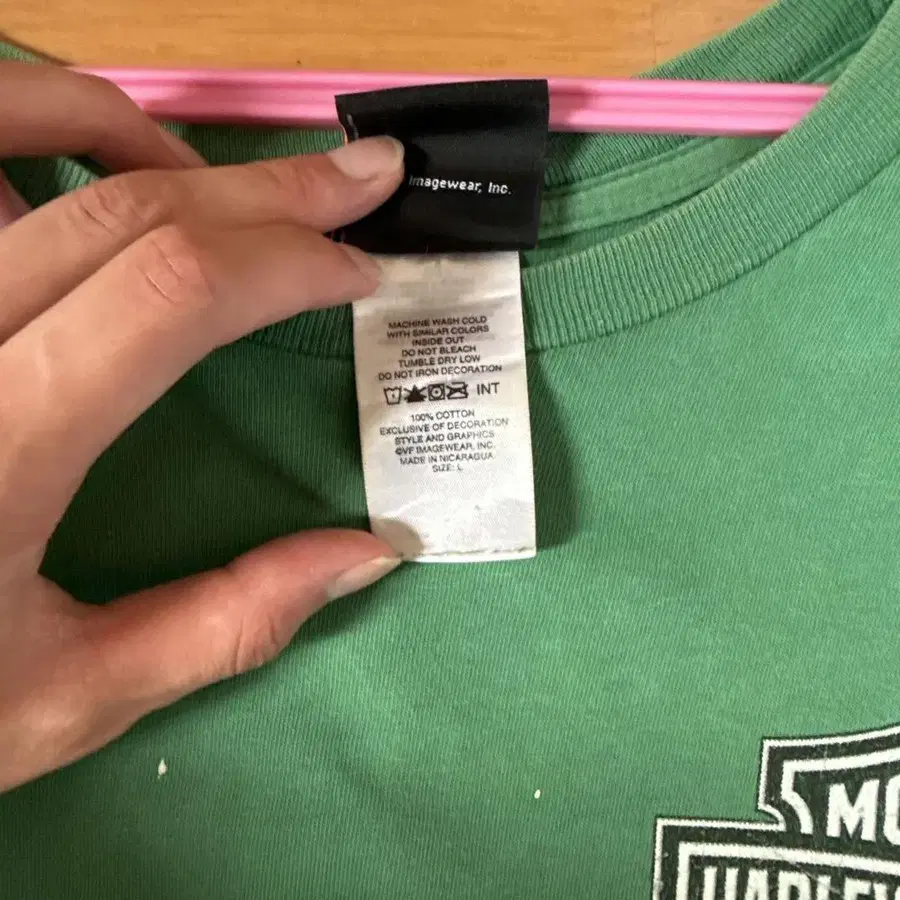 Imagewear, Inc.
MACHINE WASH COLD
WITH SIMILAR COLORS
INSIDE OUT
DO NOT BLEACH
TUMBLE DRY LOW
DO NOT IRON DECORATION
INT
100% COTTON
EXCLUSIVE OF DECORATION
STYLE AND GRAPHICS
©VF IMAGEWEAR, INC.
MADE IN NICARAGUA
SIZE: L
MO
HARLEY